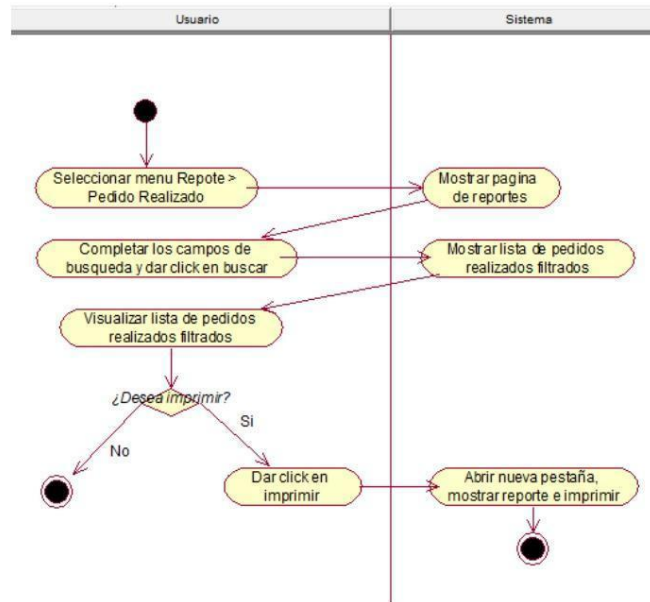 Usuario
Sistema
Seleccionar menu Repote >
Pedido Realizado
Mostrar pagina
de reportes
Completar los campos de
busqueda y dar click en buscar
Mostrar lista de pedidos
realizados filtrados
Visualizar lista de pedidos
realizados filtrados
¿Desea imprimir?
No
Si
Dar click en
imprimir
Abrir nueva pestaña,
mostrar reporte e imprimir